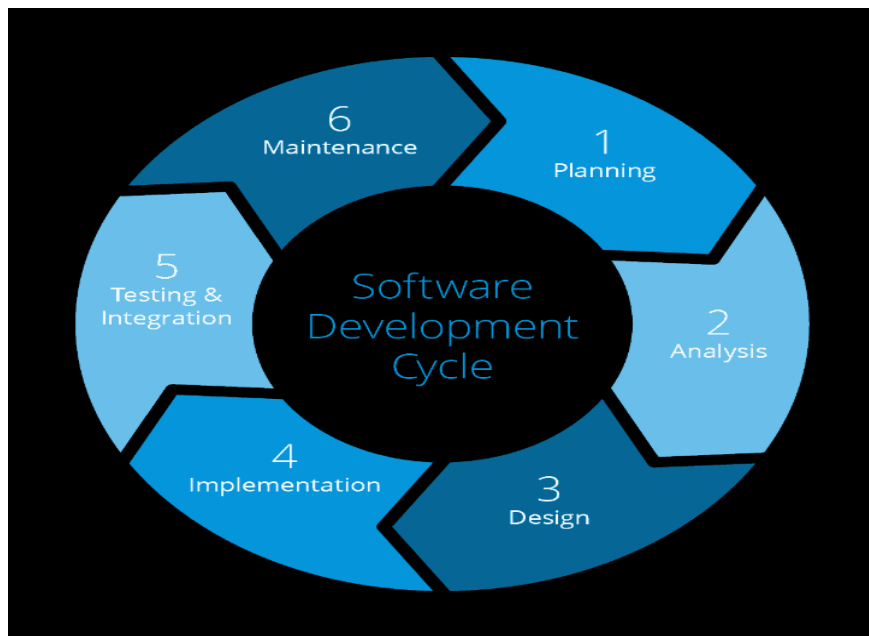 Software
Development
Cycle
1
Planning
2
Analysis
3
Design
4
Implementation
5
Testing &
Integration
6
Maintenance